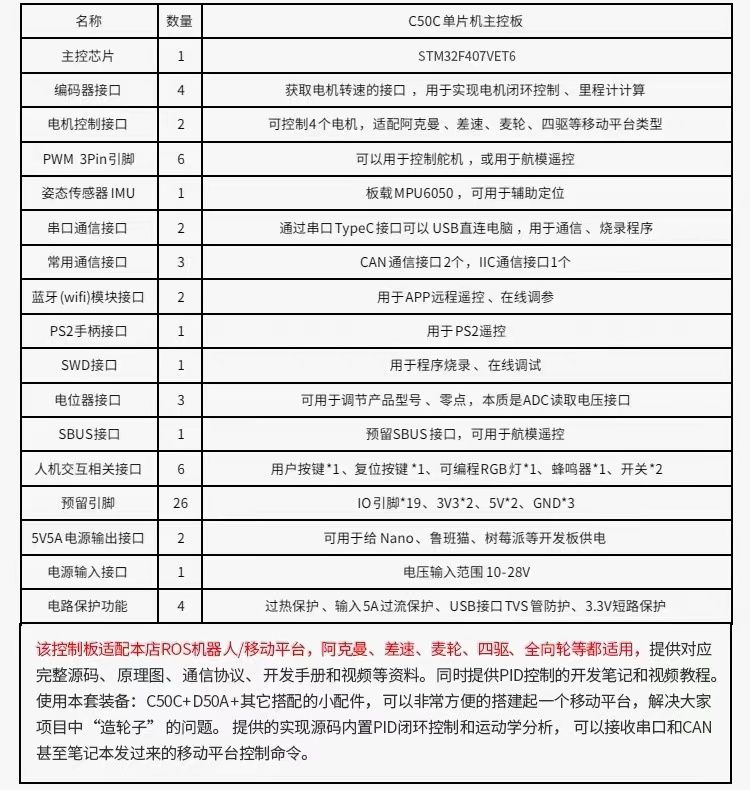 名称 数量 C50C单片机主控板
主控芯片 1 STM32F407VET6
编码器接口 4 获取电机转速的接口，用于实现电机闭环控制、里程计计算
电机控制接口 2 可控制4个电机，适配阿克曼、差速、麦轮、四驱等移动平台类型
PWM 3Pin引脚 6 可以用于控制舵机，或用于航模遥控
姿态传感器IMU 1 板载MPU6050，可用于辅助定位
串口通信接口 2 通过串口TypeC接口可以USB直连电脑，用于通信、烧录程序
常用通信接口 3 CAN通信接口2个，IIC通信接口1个
蓝牙(wifi)模块接口 2 用于APP远程遥控、在线调参
PS2手柄接口 1 用于PS2遥控
SWD接口 1 用于程序烧录、在线调试
电位器接口 3 可用于调节产品型号、零点，本质是ADC读取电压接口
SBUS接口 1 预留SBUS接口，可用于航模遥控
人机交互相关接口 6 用户按键*1、复位按键*1、可编程RGB灯*1、蜂鸣器*1、开关*2
预留引脚 26 IO引脚*19、3V3*2、5V*2、GND*3
5V5A电源输出接口 2 可用于给Nano、鲁班猫、树莓派等开发板供电
电源输入接口 1 电压输入范围10-28V
电路保护功能 4 过热保护、输入5A过流保护、USB接口TVS管防护、3.3V短路保护
该控制板适配本店ROS机器人/移动平台，阿克曼、差速、麦轮、四驱、全向轮等都适用，提供对应
完整源码、原理图、通信协议、开发手册和视频等资料。同时提供PID控制的开发笔记和视频教程。
使用本套装备：C50C+D50A+其它搭配的小配件，可以非常方便的搭建起一个移动平台，解决大家
项目中“造轮子”的问题。提供的实现源码内置PID闭环控制和运动学分析，可以接收串口和CAN
甚至笔记本发过来的移动平台控制命令。